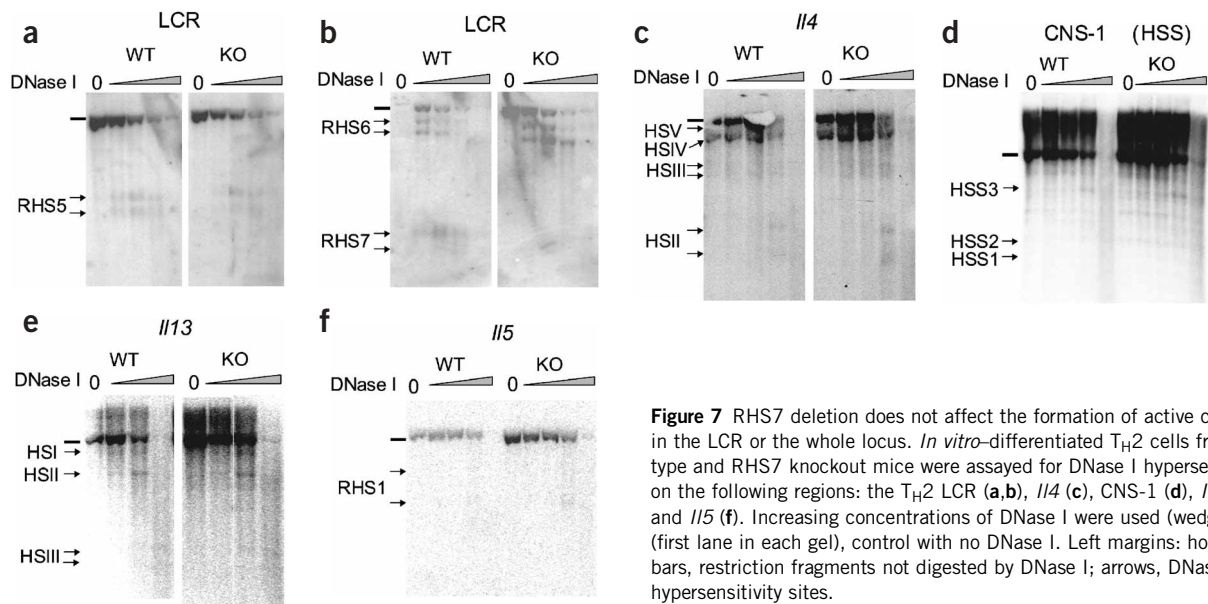 a
LCR
WT KO
DNase I 0 0
RHS5
b
LCR
WT KO
DNase I 0 0
RHS6
RHS7
c
Il4
WT KO
DNase I 0 0
HSV
HSIV
HSIII
HSII
d
CNS-1 (HSS)
WT KO
DNase I 0 0
HSS3
HSS2
HSS1
e
Il13
WT KO
DNase I 0 0
HSI
HSII
HSIII
f
Il5
WT KO
DNase I 0 0
RHS1
Figure 7 RHS7 deletion does not affect the formation of active
in the LCR or the whole locus. In vitro–differentiated TH2 cells
type and RHS7 knockout mice were assayed for DNase I
on the following regions: the TH2 LCR (a,b), Il4 (c), CNS-1 (d),
and Il5 (f). Increasing concentrations of DNase I were used
(first lane in each gel), control with no DNase I. Left margins:
bars, restriction fragments not digested by DNase I; arrows,
hypersensitivity sites.